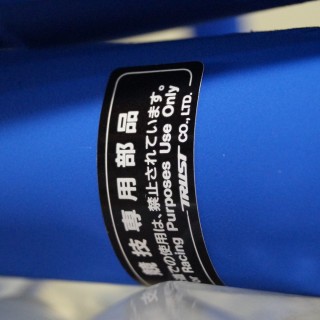 競技専用部品
での使用は、禁止されています。
Racing Purposes Use Only
TRUST CO., LTD.